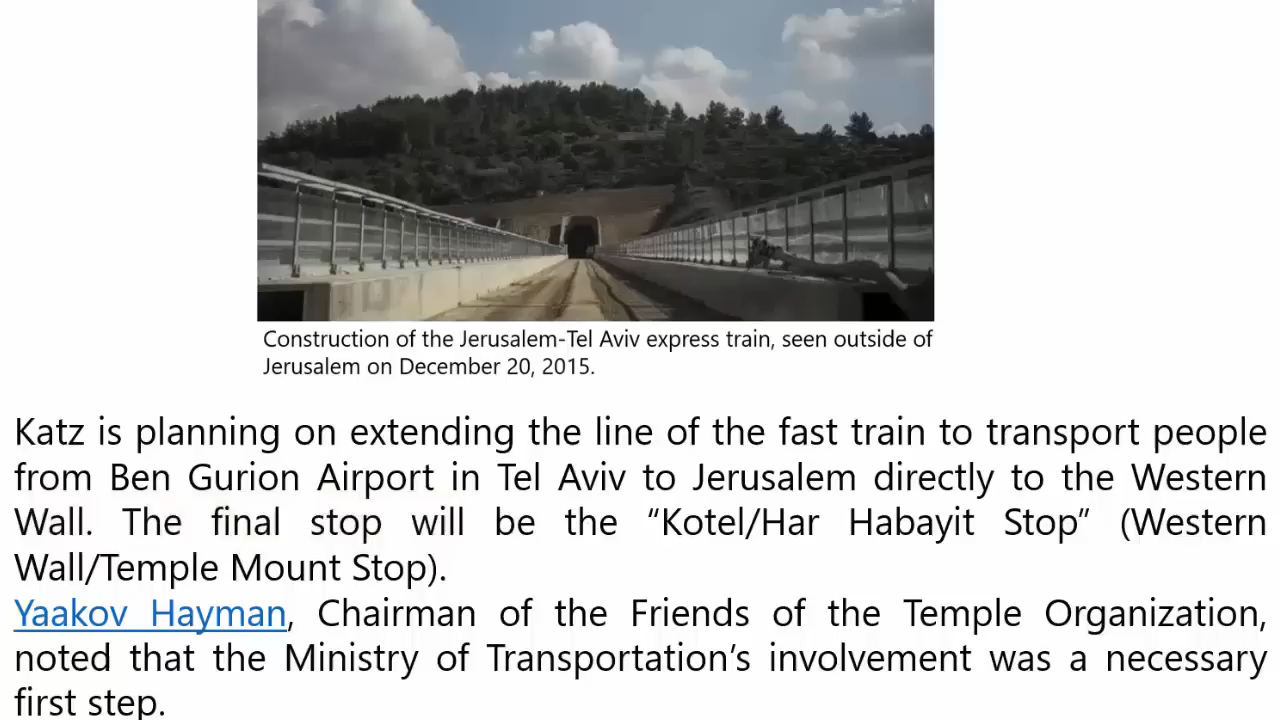 Construction of the Jerusalem-Tel Aviv express train, seen outside of
Jerusalem on December 20, 2015.
Katz is planning on extending the line of the fast train to transport people
from Ben Gurion Airport in Tel Aviv to Jerusalem directly to the Western
Wall. The final stop will be the “Kotel/Har Habayit Stop” (Western
Wall/Temple Mount Stop).
Yaakov Hayman, Chairman of the Friends of the Temple Organization,
noted that the Ministry of Transportation’s involvement was a necessary
first step.